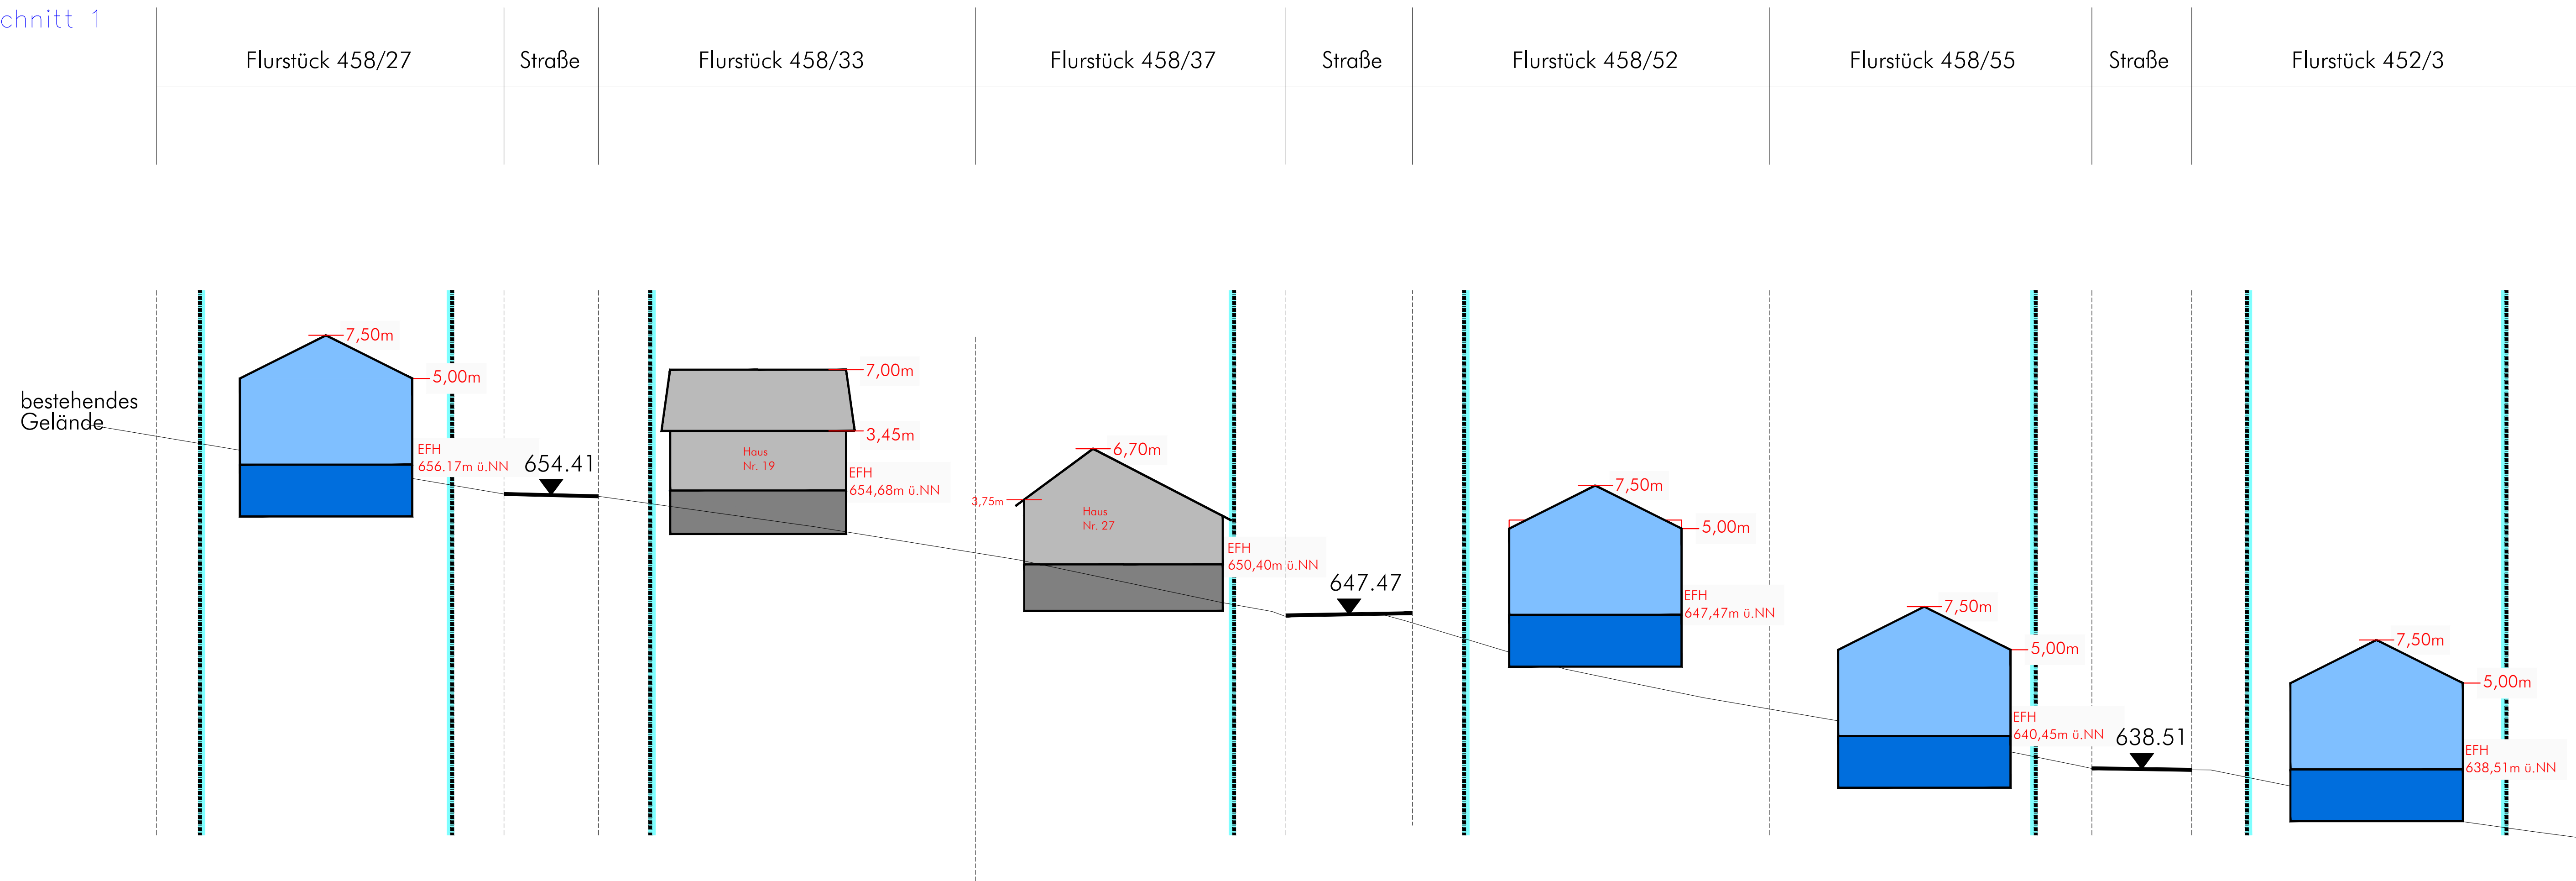 chnitt 1
Flurstück 458/27
Straße
Flurstück 458/33
Flurstück 458/37
Straße
Flurstück 458/52
Flurstück 458/55
Straße
Flurstück 452/3
bestehendes
Gelände
7,50m
5,00m
EFH
656.17m ü.NN
654.41
7,00m
3,45m
Haus
Nr. 19
EFH
654,68m ü.NN
6,70m
3,75m
Haus
Nr. 27
EFH
650,40m ü.NN
647.47
7,50m
5,00m
EFH
647,47m ü.NN
7,50m
5,00m
EFH
640,45m ü.NN
638.51
7,50m
5,00m
EFH
638,51m ü.NN